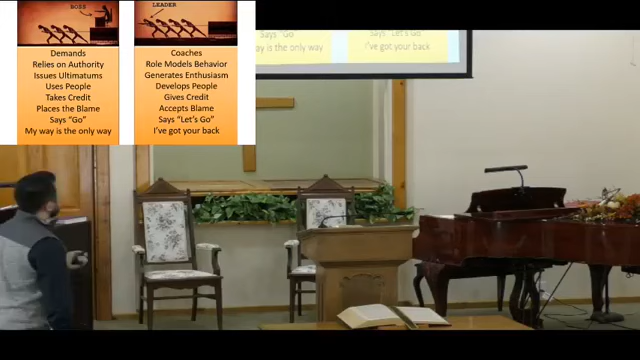 BOSS
Demands
Relies on Authority
Issues Ultimatums
Uses People
Takes Credit
Places the Blame
Says "Go"
My way is the only way
LEADER
Coaches
Role Models Behavior
Generates Enthusiasm
Develops People
Gives Credit
Accepts Blame
Says "Let's Go"
I've got your back
Says "Go"
My way is the only way
Says "Let's Go"
I've got your back